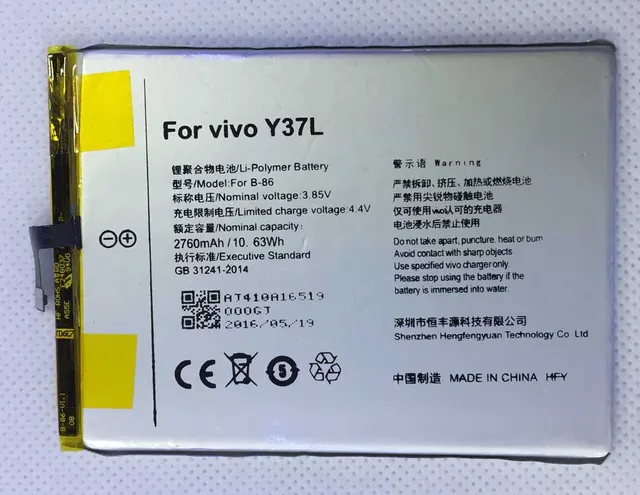 For vivo Y37L
锂聚合物电池/Li-Polymer Battery
型号/Model:For B-86
标称电压/Nominal voltage:3.85V
充电限制电压/Limited charge voltage:4.4V
额定容量/Nominal capacity:
2760mAh/10.63Wh
执行标准/Executive Standard
GB 31241-2014
AT410A16519
000GT
2016/05/19
警示语 Warning
严禁拆卸、挤压、加热或燃烧电池
严禁用尖锐物碰触电池
仅可使用vivo认可的充电器
电池浸水后禁止使用
Do not take apart, puncture, heat or burn
Avoid contact with sharp objects
Use specified vivo charger only
Please stop using the battery if the
battery is immersed into water.
深圳市恒丰源科技有限公司
Shenzhen Hengfengyuan Technology Co Ltd
中国制造 MADE IN CHINA HFY
CE
5
B-86-V1.1